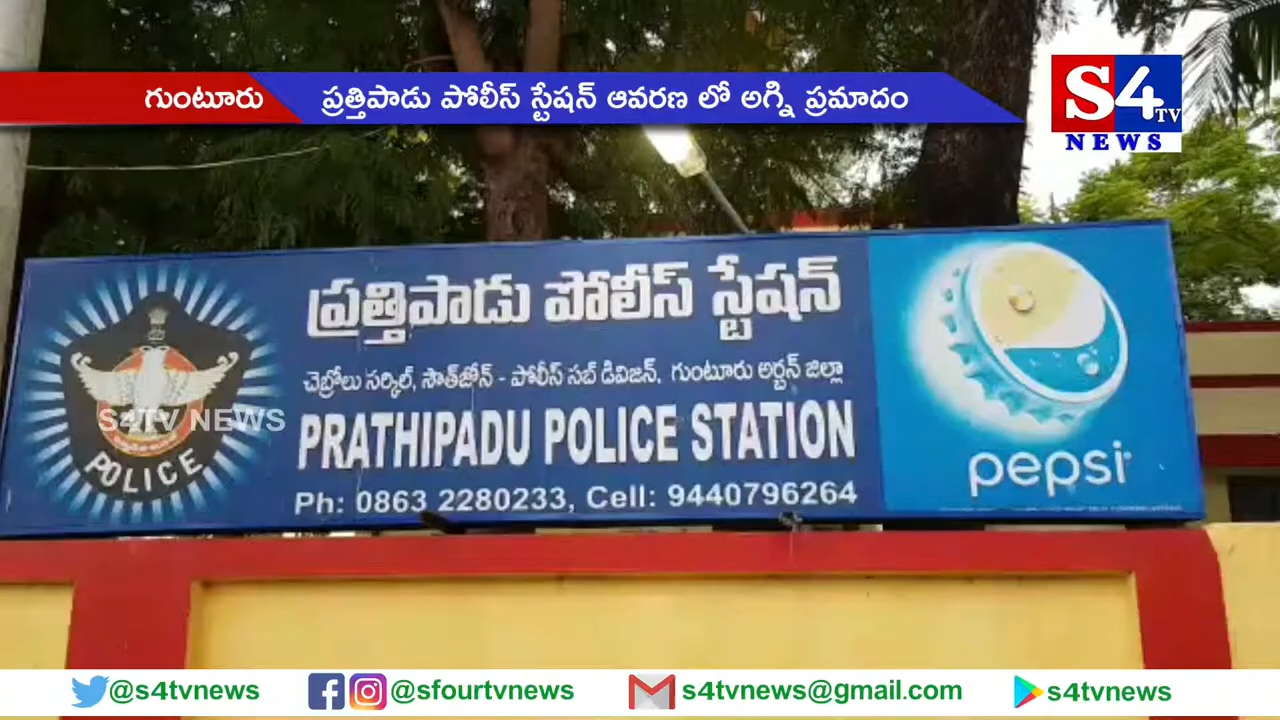 గుంటూరు
ప్రత్తిపాడు పోలీస్ స్టేషన్ ఆవరణ లో అగ్ని ప్రమాదం
S4 TV
NEWS
ప్రత్తిపాడు పోలీస్ స్టేషన్
చెబ్రోలు సర్కిల్, సౌత్‌జోన్ - పోలీస్ సబ్ డివిజన్, గుంటూరు అర్బన్ జిల్లా
PRATHIPADU POLICE STATION
Ph: 0863 2280233, Cell: 9440796264
POLICE
S4TV NEWS
pepsi
@s4tvnews
@sfourtvnews
s4tvnews@gmail.com
s4tvnews